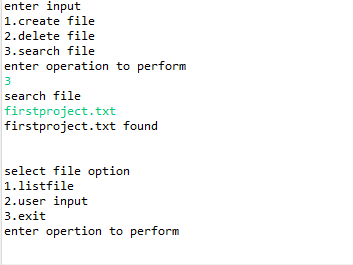 enter input
1.create file
2.delete file
3.search file
enter operation to perform
3
search file
firstproject.txt
firstproject.txt found
select file option
1.listfile
2.user input
3.exit
enter opertion to perform